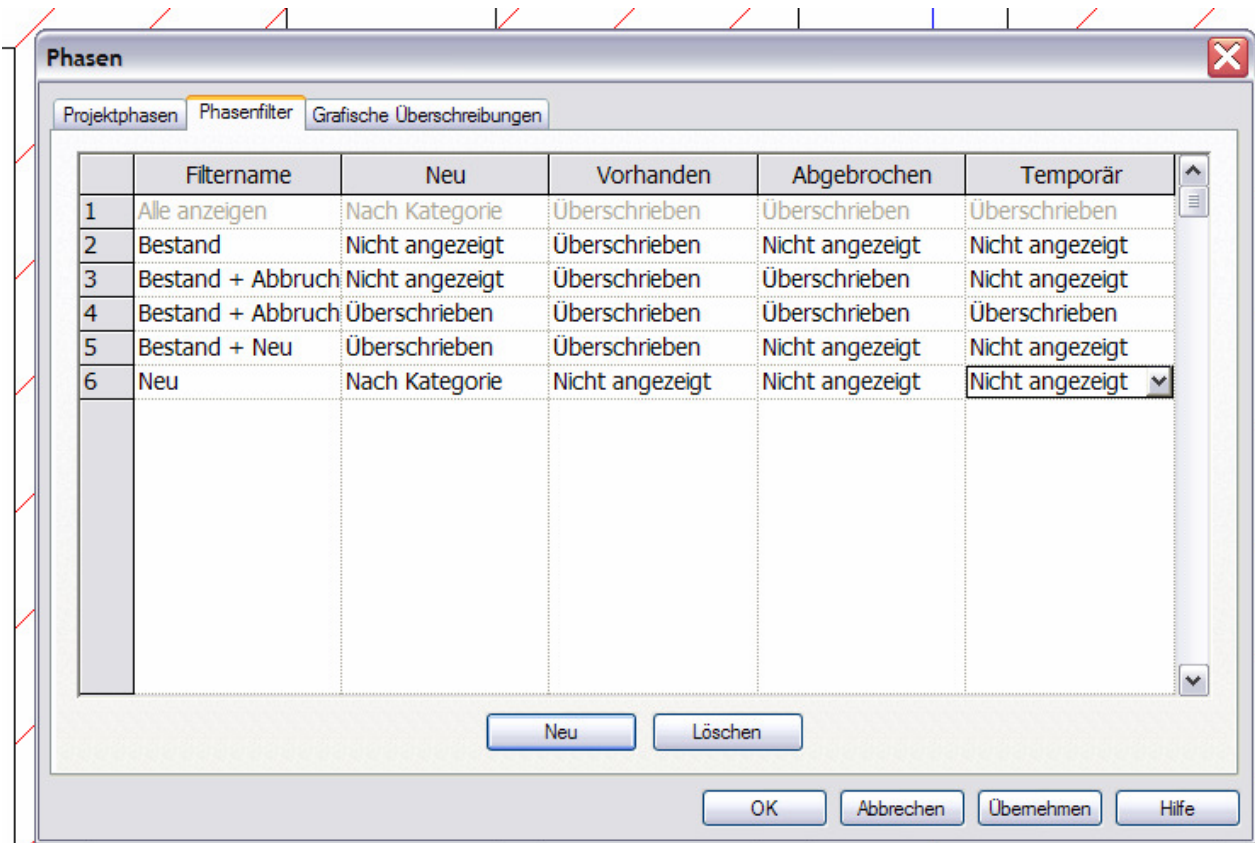 Phasen
Projektphasen Phasenfilter Grafische Überschreibungen
Filtername Neu Vorhanden Abgebrochen Temporär
1 Alle anzeigen Nach Kategorie Überschrieben Überschrieben Überschrieben
2 Bestand Nicht angezeigt Überschrieben Nicht angezeigt Nicht angezeigt
3 Bestand + Abbruch Nicht angezeigt Überschrieben Überschrieben Nicht angezeigt
4 Bestand + Abbruch Überschrieben Überschrieben Überschrieben Überschrieben
5 Bestand + Neu Überschrieben Überschrieben Nicht angezeigt Nicht angezeigt
6 Neu Nach Kategorie Nicht angezeigt Nicht angezeigt Nicht angezeigt
Neu Löschen
OK Abbrechen Übernehmen Hilfe